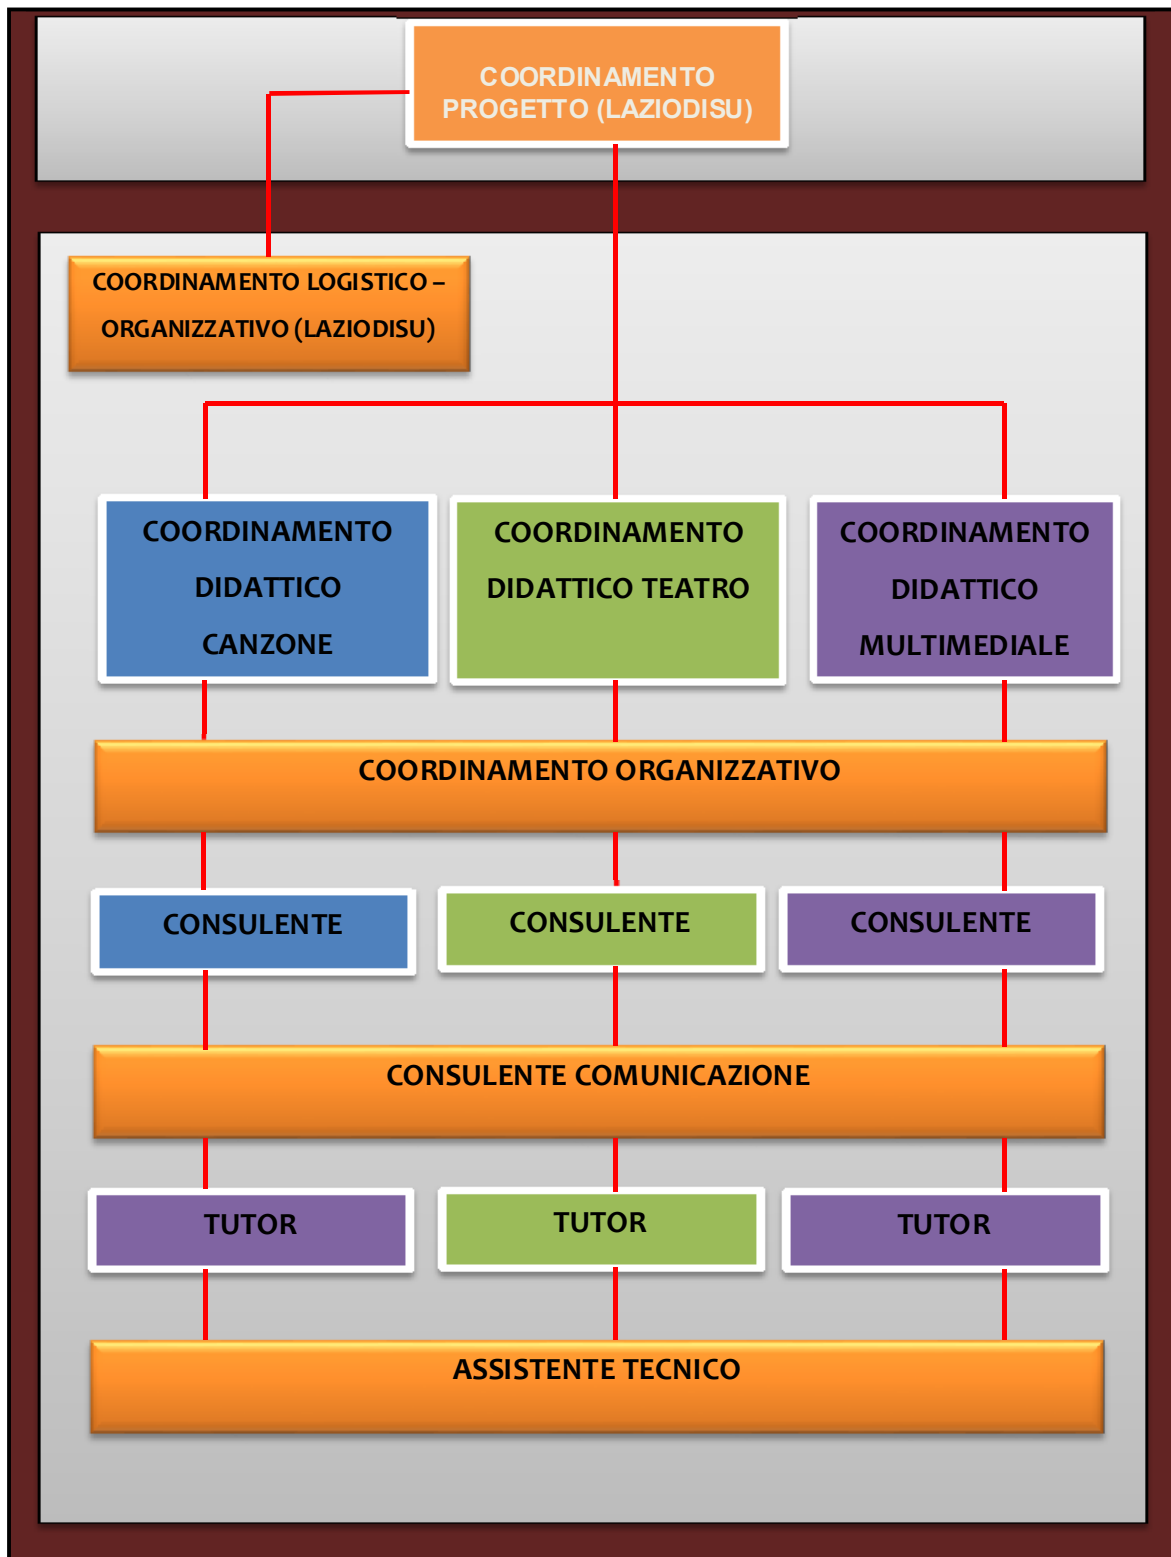 COORDINAMENTO
PROGETTO (LAZIODISU)
COORDINAMENTO LOGISTICO –
ORGANIZZATIVO (LAZIODISU)
COORDINAMENTO
DIDATTICO
CANZONE
COORDINAMENTO
DIDATTICO TEATRO
COORDINAMENTO
DIDATTICO
MULTIMEDIALE
COORDINAMENTO ORGANIZZATIVO
CONSULENTE
CONSULENTE
CONSULENTE
CONSULENTE COMUNICAZIONE
TUTOR
TUTOR
TUTOR
ASSISTENTE TECNICO